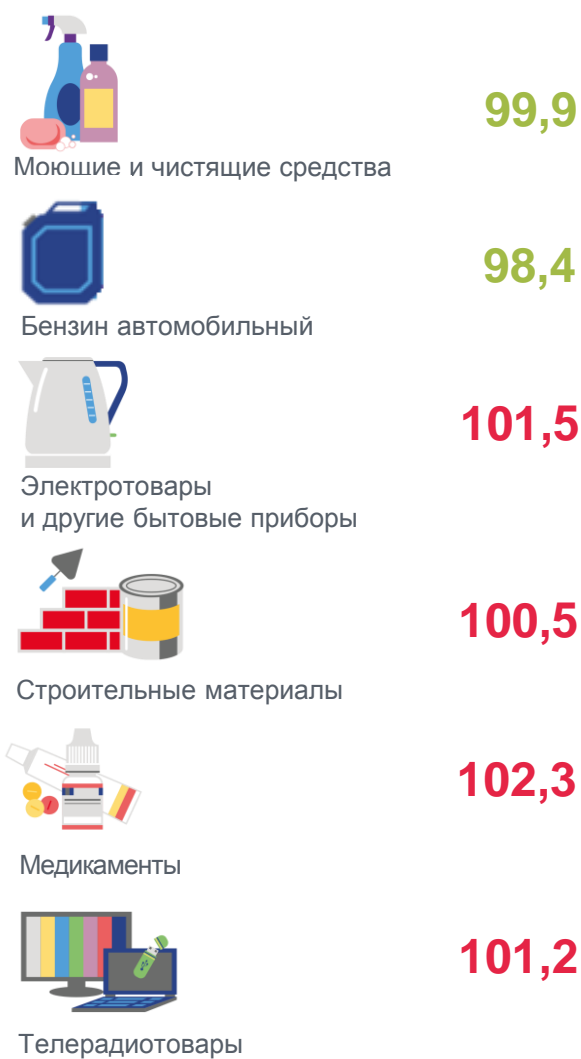 99,9
Моющие и чистящие средства
98,4
Бензин автомобильный
101,5
Электротовары
и другие бытовые приборы
100,5
Строительные материалы
102,3
Медикаменты
101,2
Телерадиотовары